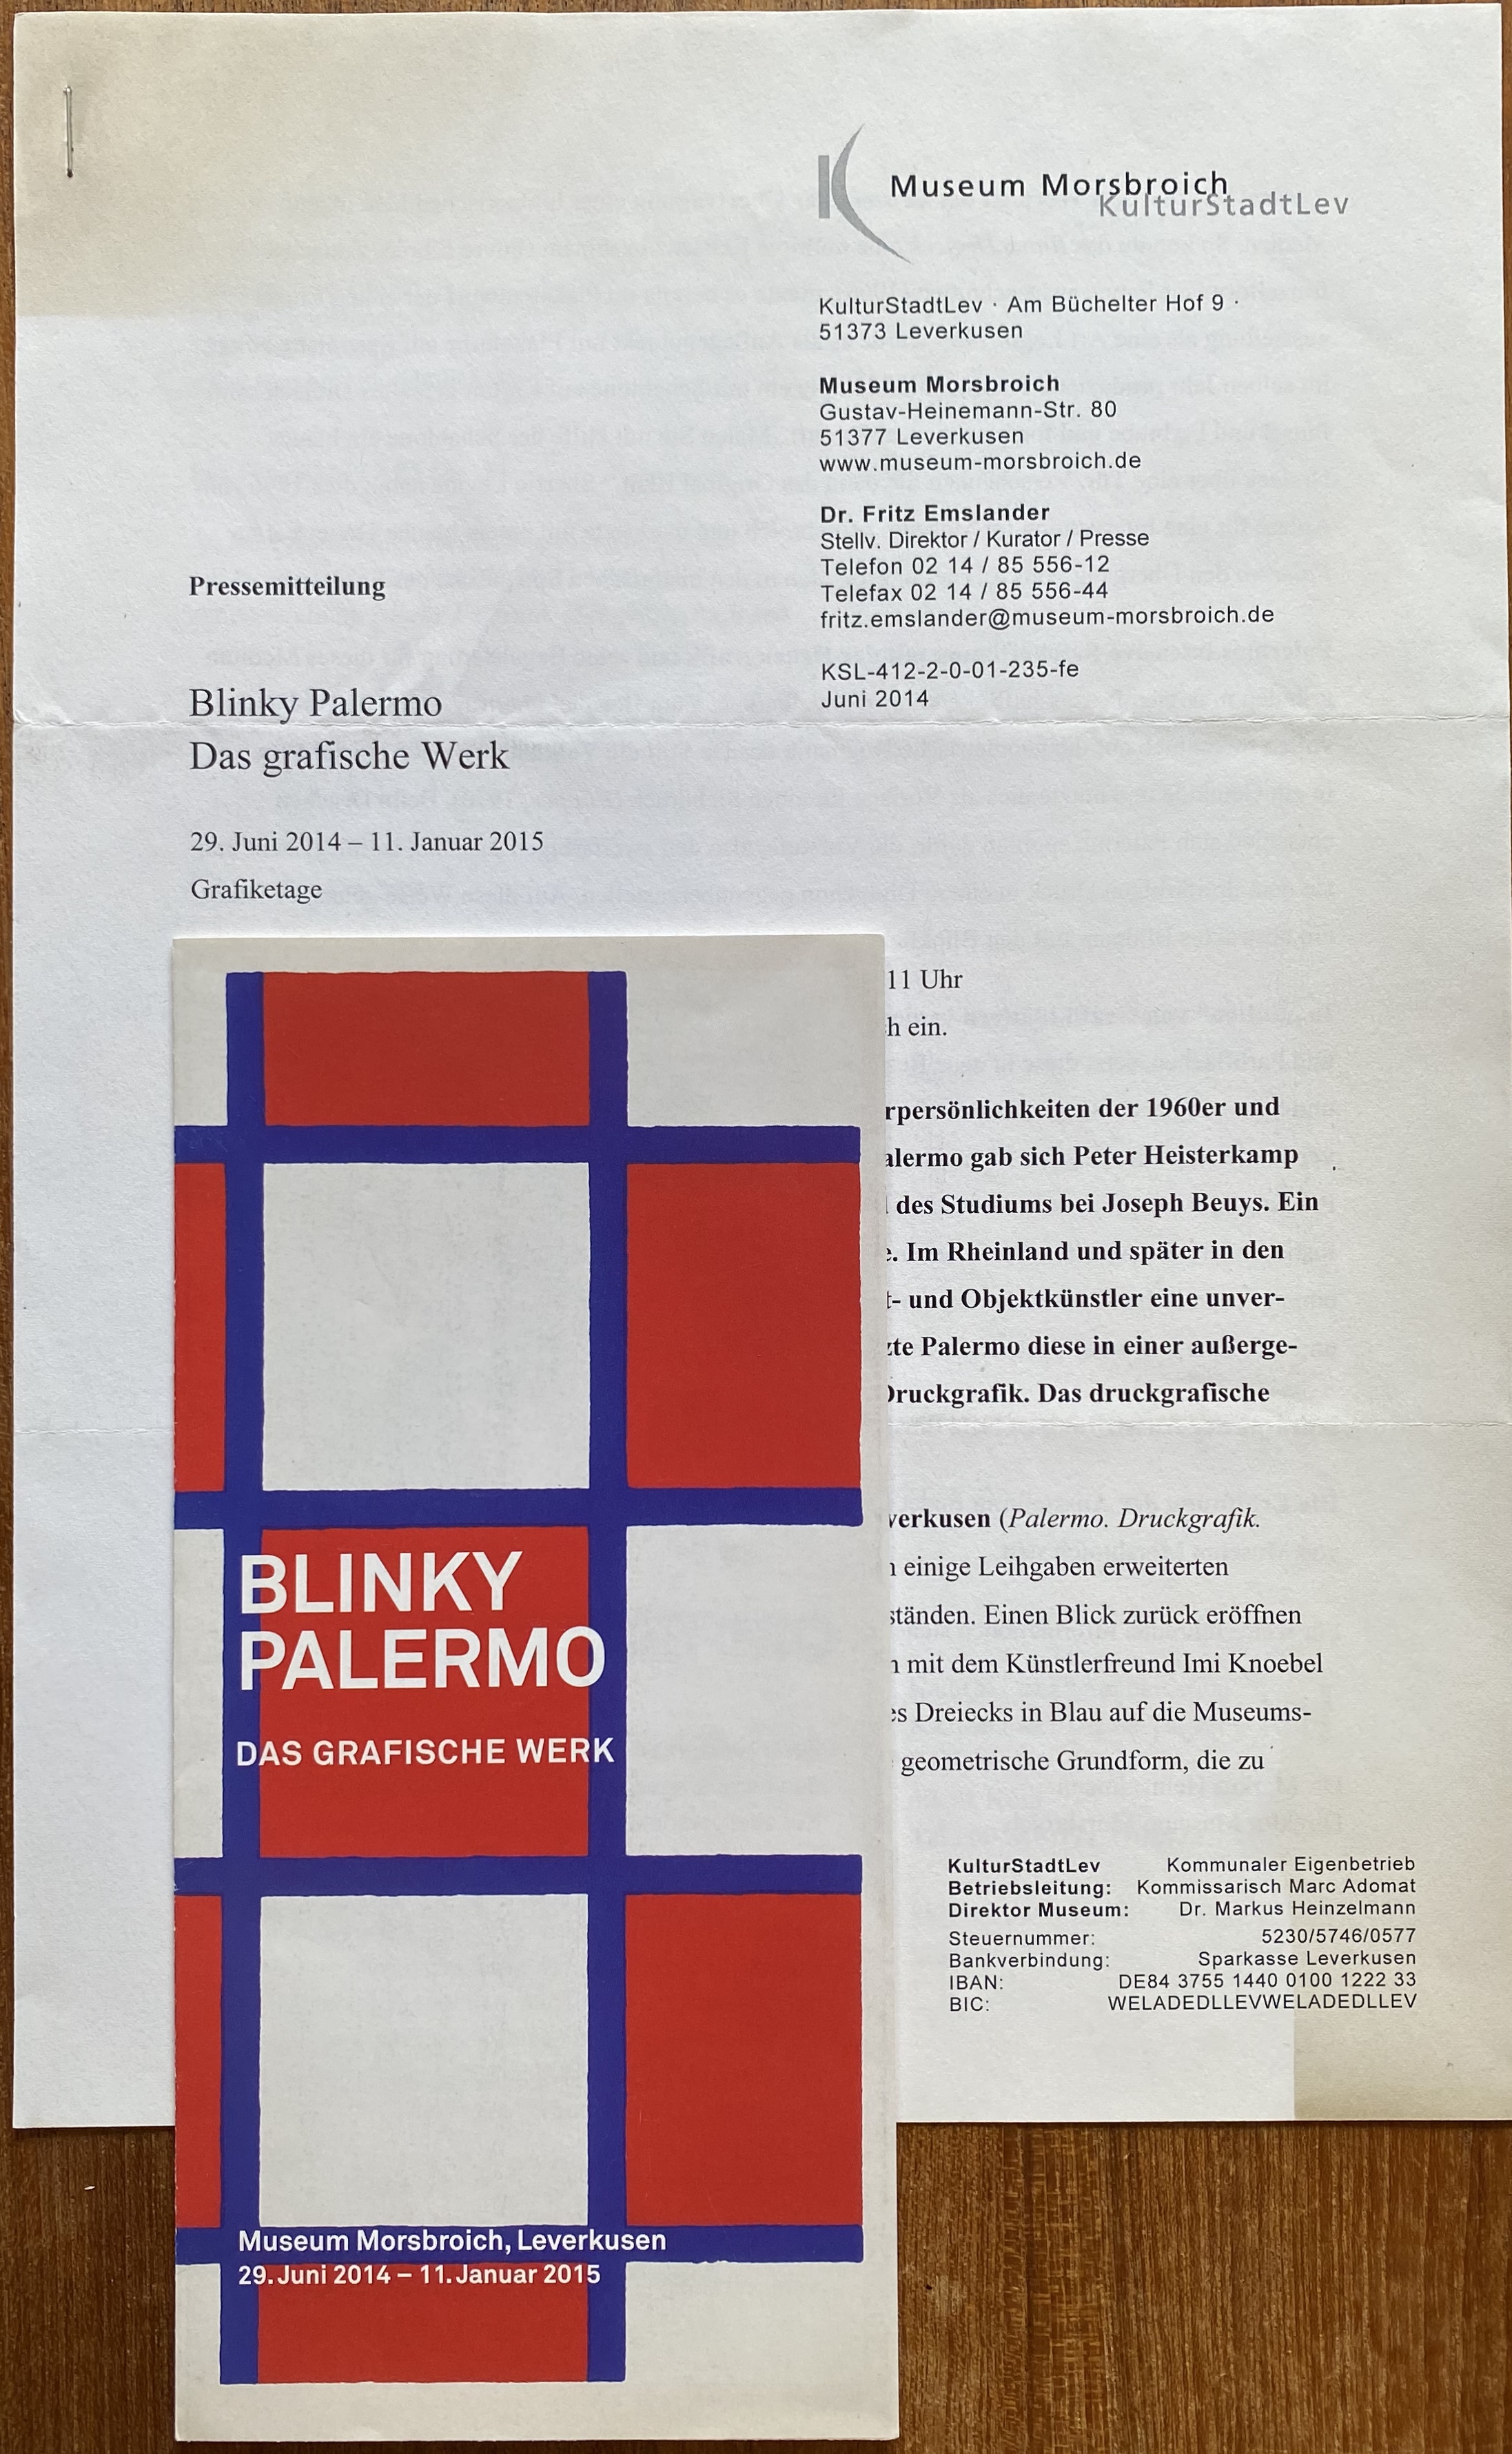 Museum Morsbroich
KulturStadtLev
KulturStadtLev · Am Büchelter Hof 9 ·
51373 Leverkusen
Museum Morsbroich
Gustav-Heinemann-Str. 80
51377 Leverkusen
www.museum-morsbroich.de
Dr. Fritz Emslander
Stellv. Direktor / Kurator / Presse
Telefon 02 14 / 85 556-12
Telefax 02 14 / 85 556-44
fritz.emslander@museum-morsbroich.de
KSL-412-2-0-01-235-fe
Juni 2014
Pressemitteilung
Blinky Palermo
Das grafische Werk
29. Juni 2014 – 11. Januar 2015
Grafiketage
11 Uhr
h ein.
rpersönlichkeiten der 1960er und
alermo gab sich Peter Heisterkamp
des Studiums bei Joseph Beuys. Ein
. Im Rheinland und später in den
t- und Objektkünstler eine unver-
zte Palermo diese in einer außerge-
Druckgrafik. Das druckgrafische
verkusen (Palermo. Druckgrafik.
einige Leihgaben erweiterten
ständen. Einen Blick zurück eröffnen
mit dem Künstlerfreund Imi Knoebel
es Dreiecks in Blau auf die Museums-
geometrische Grundform, die zu
KulturStadtLev Kommunaler Eigenbetrieb
Betriebsleitung: Kommissarisch Marc Adomat
Direktor Museum: Dr. Markus Heinzelmann
Steuernummer: 5230/5746/0577
Bankverbindung: Sparkasse Leverkusen
IBAN: DE84 3755 1440 0100 1222 33
BIC: WELADEDLLEVWELADEDLLEV
BLINKY
PALERMO
DAS GRAFISCHE WERK
Museum Morsbroich, Leverkusen
29. Juni 2014 – 11. Januar 2015